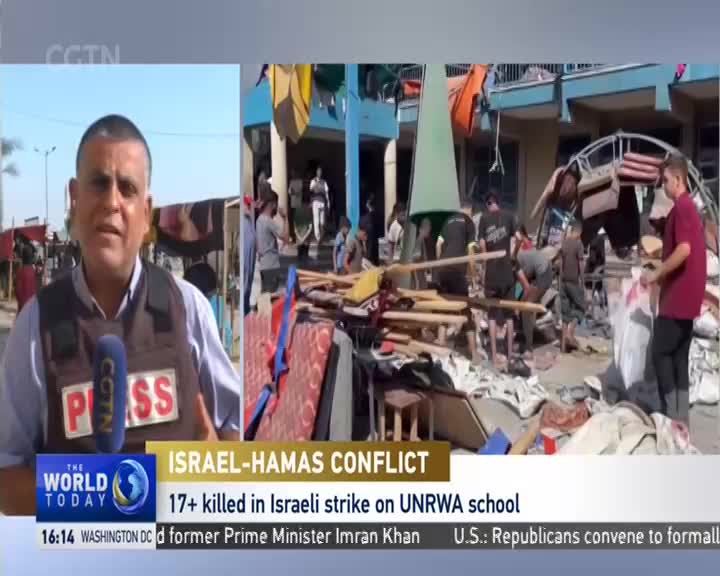 CGTN
PRESS
CGTN
ISRAEL-HAMAS CONFLICT
THE WORLD TODAY
17+ killed in Israeli strike on UNRWA school
16:14 WASHINGTON DC
d former Prime Minister Imran Khan U.S.: Republicans convene to formall